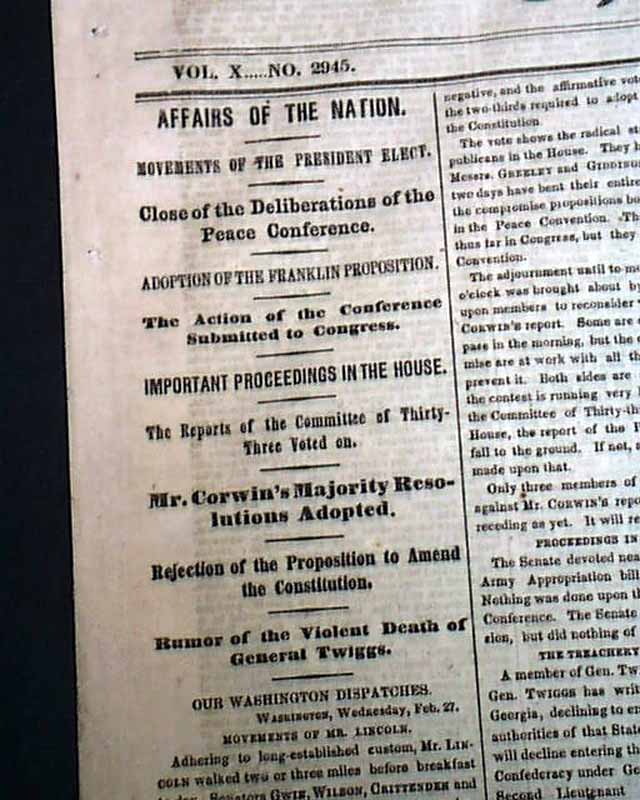 VOL. X.....NO. 2945.
AFFAIRS OF THE NATION.
MOVEMENTS OF THE PRESIDENT ELECT.
Close of the Deliberations of the
Peace Conference.
ADOPTION OF THE FRANKLIN PROPOSITION.
The Action of the Conference
Submitted to Congress.
IMPORTANT PROCEEDINGS IN THE HOUSE.
The Reports of the Committee of Thirty-
Three Voted on.
Mr. Corwin's Majority Reso-
lutions Adopted.
Rejection of the Proposition to Amend
the Constitution.
Rumor of the Violent Death of
General Twiggs.
OUR WASHINGTON DISPATCHES.
WASHINGTON, Wednesday, Feb. 27.
MOVEMENTS OF MR. LINCOLN.
Adhering to long-established custom, Mr. LIN-
COLN walked two or three miles before breakfast
Senators GWIN, WILSON, CRITTENDEN and
negative, and the affirmative vote
the two-thirds required to adopt
the Constitution.
The vote shows the radical
publicans in the House. They
Messrs. GREELEY and GIDDINGS
two days have bent their entire
the compromise propositions
in the Peace Convention.
thus far in Congress, but they
Convention.
The adjournment until to-
o'clock was brought about by
upon members to reconsider
CORWIN'S report. Some are
pass in the morning, but the
mise are at work with all
prevent it. Both sides are
the contest is running very
the Committee of Thirty-
House, the report of the
fall to the ground. If not,
made upon that.
Only three members of
against Mr. CORWIN'S
receding as yet. It will
PROCEEDINGS IN
The Senate devoted
Army Appropriation bill
Nothing was done upon
Conference. The Senate
sion, but did nothing of
THE TREACHERY
A member of Gen.
Gen. TWIGGS has
Georgia, declining to
authorities of that State
will decline entering
Confederacy under
Second Lieutenant